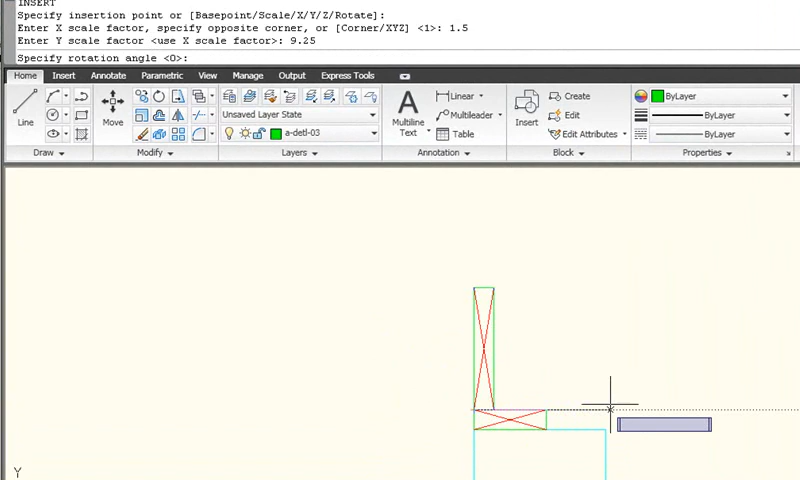 INSERT
Specify insertion point or [Basepoint/Scale/X/Y/Z/Rotate]:
Enter X scale factor, specify opposite corner, or [Corner/XYZ] <1>: 1.5
Enter Y scale factor <use X scale factor>: 9.25
Specify rotation angle <0>:
Home Insert Annotate Parametric View Manage Output Express Tools
Line
Move
Unsaved Layer State
a-detl-03
A
Multiline Text
Linear
Multileader
Table
Insert
Create
Edit
Edit Attributes
ByLayer
ByLayer
ByLayer
Draw Modify Layers Annotation Block Properties
Y